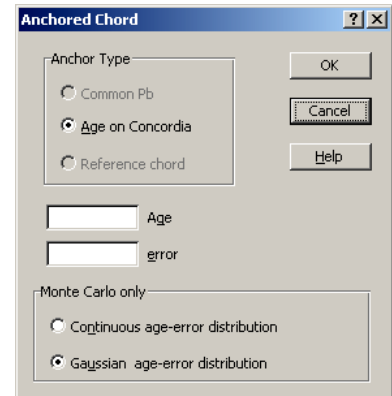 Anchored Chord
Anchor Type
Common Pb
Age on Concordia
Reference chord
OK
Cancel
Help
Age
error
Monte Carlo only
Continuous age-error distribution
Gaussian age-error distribution